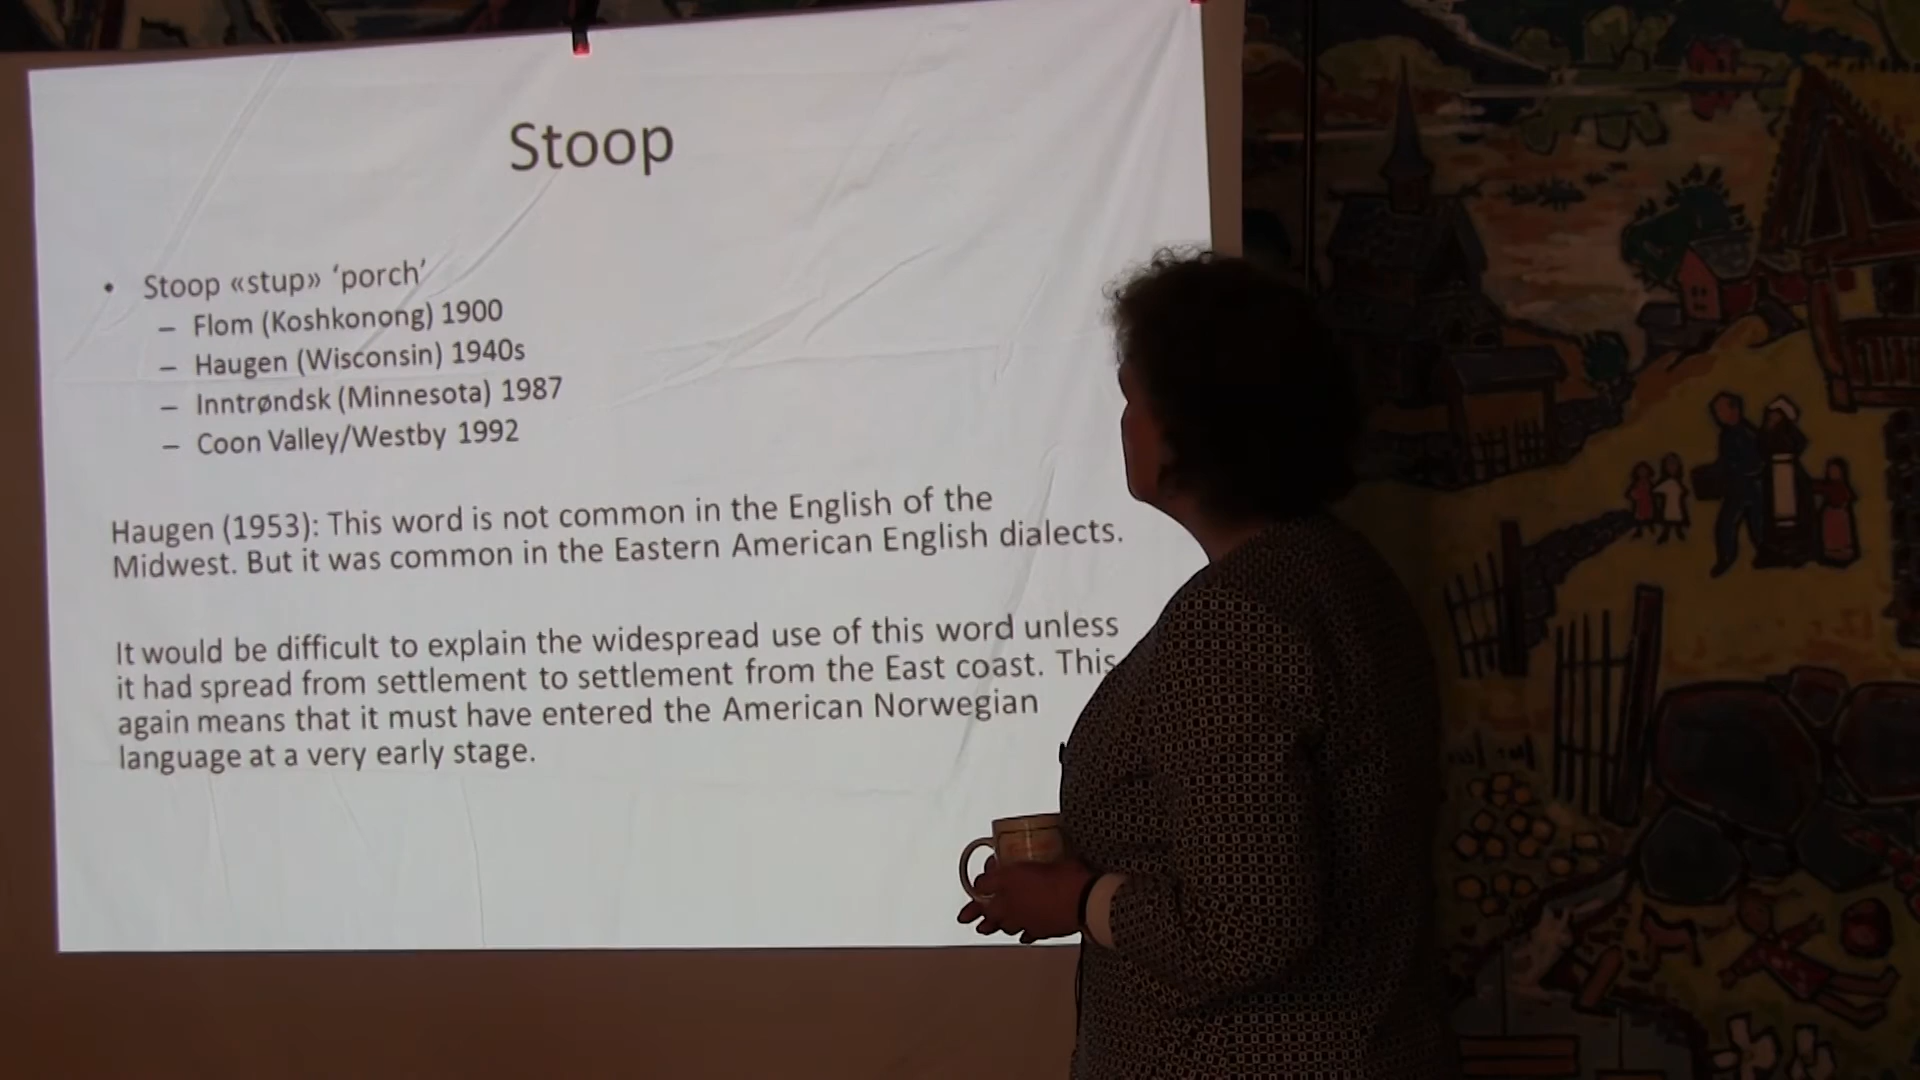 Stoop
• Stoop «stup» ‘porch’
– Flom (Koshkonong) 1900
– Haugen (Wisconsin) 1940s
– Inntrøndsk (Minnesota) 1987
– Coon Valley/Westby 1992
Haugen (1953): This word is not common in the English of the
Midwest. But it was common in the Eastern American English dialects.
It would be difficult to explain the widespread use of this word unless
it had spread from settlement to settlement from the East coast. This
again means that it must have entered the American Norwegian
language at a very early stage.